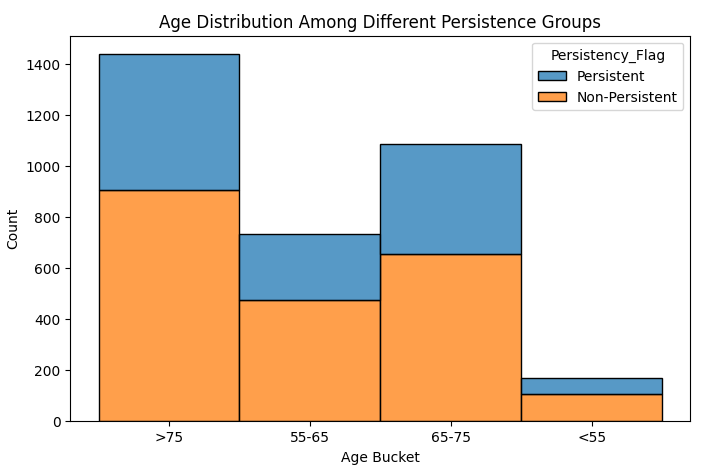 Age Distribution Among Different Persistence Groups
Persistency_Flag
Persistent
Non-Persistent
1400
1200
1000
800
600
400
200
0
Count
>75 55-65 65-75 <55
Age Bucket